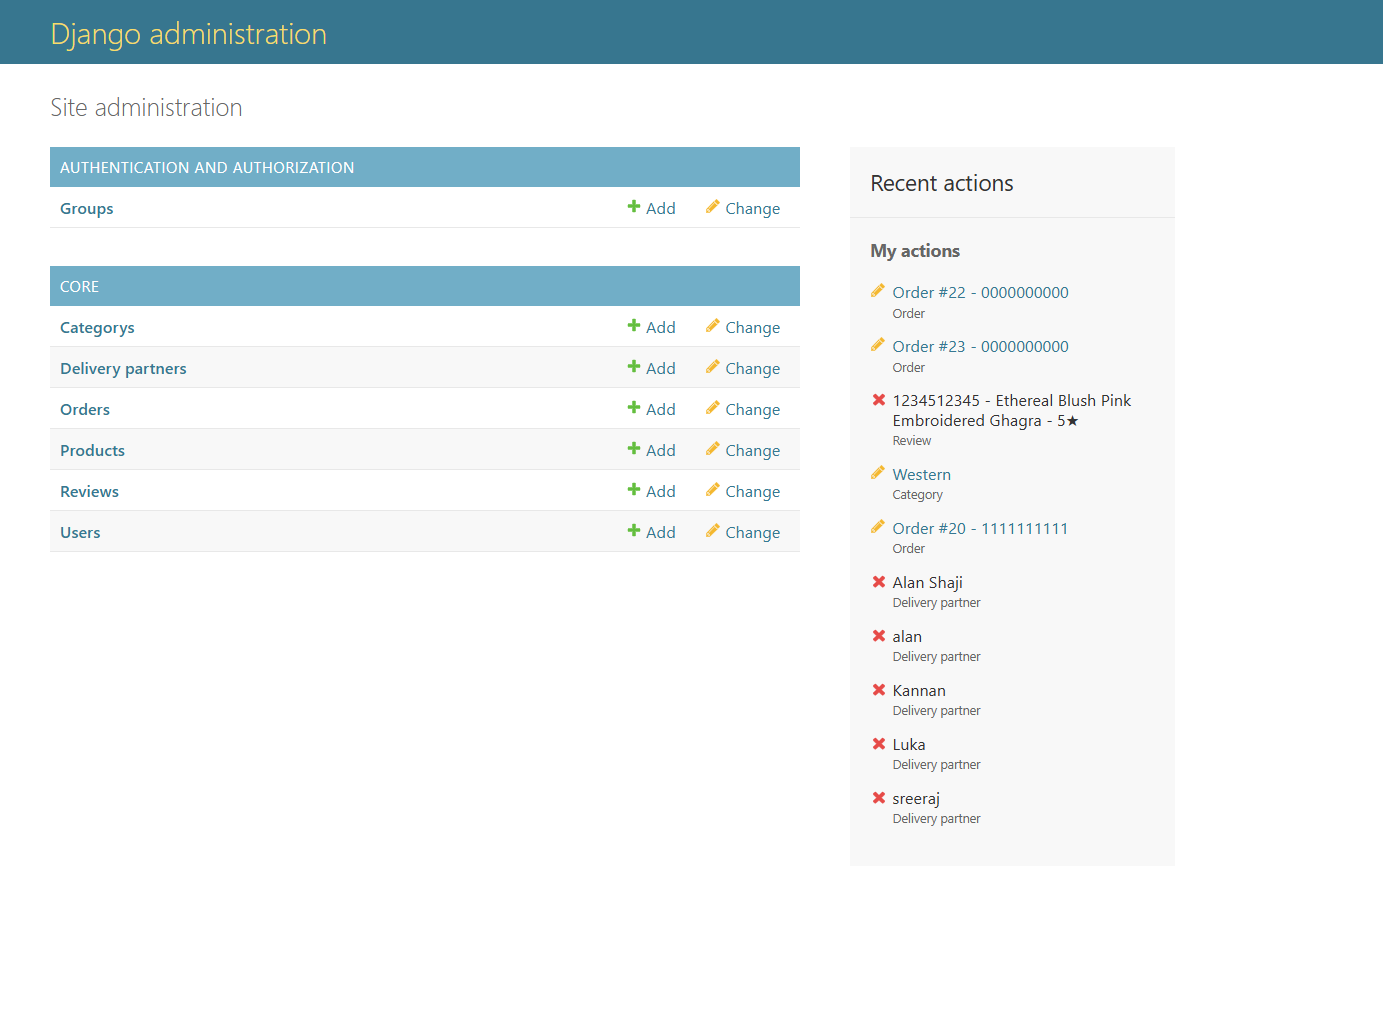 Django administration
Site administration
AUTHENTICATION AND AUTHORIZATION
Groups Add Change
CORE
Categorys Add Change
Delivery partners Add Change
Orders Add Change
Products Add Change
Reviews Add Change
Users Add Change
Recent actions
My actions
Order #22 - 0000000000
Order
Order #23 - 0000000000
Order
1234512345 - Ethereal Blush Pink
Embroidered Ghagra - 5★
Review
Western
Category
Order #20 - 1111111111
Order
Alan Shaji
Delivery partner
alan
Delivery partner
Kannan
Delivery partner
Luka
Delivery partner
sreeraj
Delivery partner